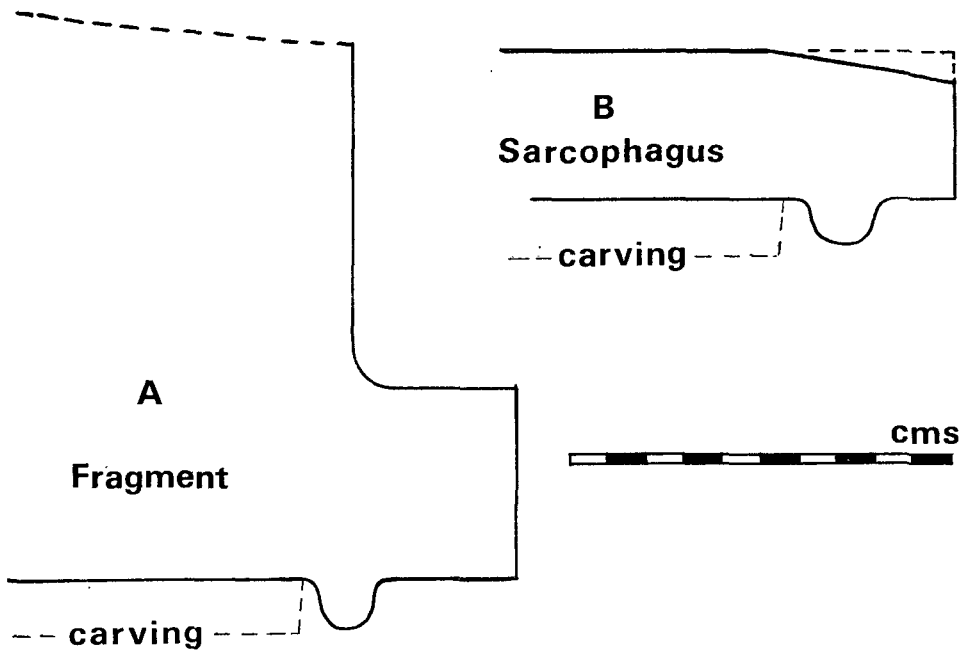 B
Sarcophagus
carving
A
Fragment
cms
carving